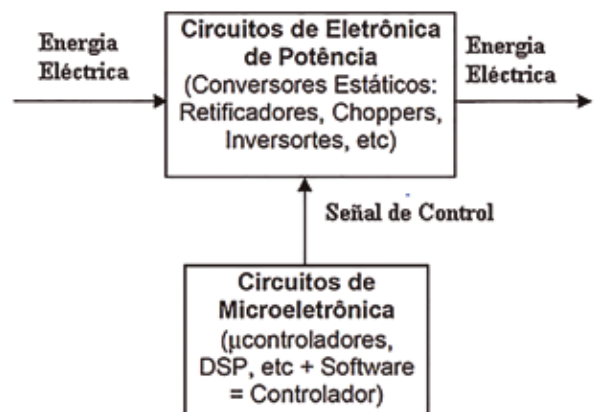 Energia
Eléctrica
Circuitos de Eletrônica
de Potência
(Conversores Estáticos:
Retificadores, Choppers,
Inversortes, etc)
Energia
Eléctrica
Señal de Control
Circuitos de
Microeletrônica
(μcontroladores,
DSP, etc + Software
= Controlador)